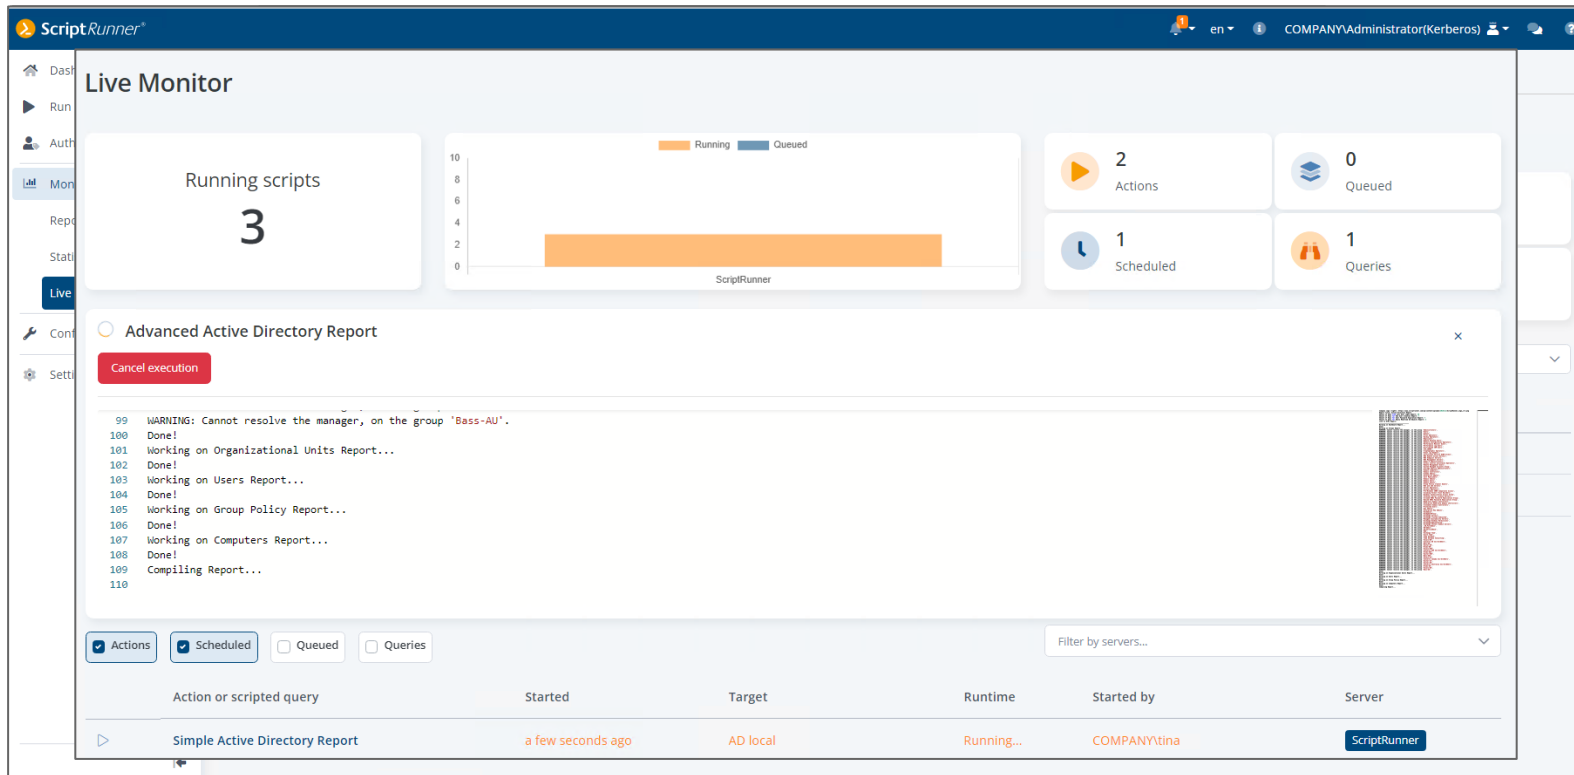 ScriptRunner®
1
en
COMPANY\Administrator(Kerberos)
Dash
Run
Auth
Mon
Repo
Stati
Live
Conf
Setti
Live Monitor
Running scripts
3
Running Queued
10
8
6
4
2
0
ScriptRunner
2
Actions
0
Queued
1
Scheduled
1
Queries
Advanced Active Directory Report
×
Cancel execution
99 WARNING: Cannot resolve the manager, on the group 'Bass-AU'.
100 Done!
101 Working on Organizational Units Report...
102 Done!
103 Working on Users Report...
104 Done!
105 Working on Group Policy Report...
106 Done!
107 Working on Computers Report...
108 Done!
109 Compiling Report...
110
Actions Scheduled Queued Queries
Filter by servers...
Action or scripted query Started Target Runtime Started by Server
Simple Active Directory Report a few seconds ago AD local Running... COMPANY\tina ScriptRunner